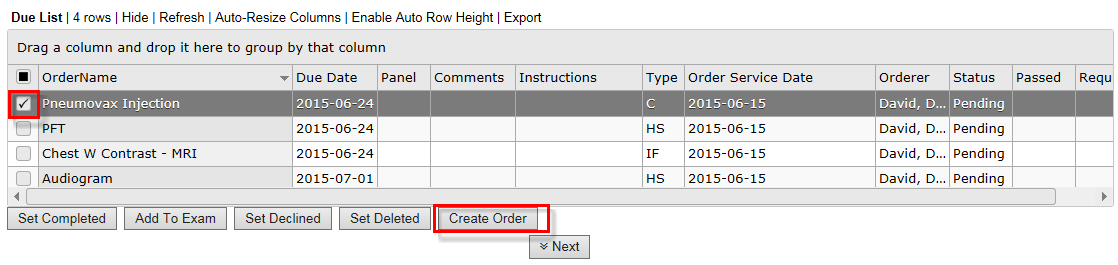 Due List | 4 rows | Hide | Refresh | Auto-Resize Columns | Enable Auto Row Height | Export
Drag a column and drop it here to group by that column
OrderName Due Date Panel Comments Instructions Type Order Service Date Orderer Status Passed Requ
Pneumovax Injection 2015-06-24 C 2015-06-15 David, D... Pending
PFT 2015-06-24 HS 2015-06-15 David, D... Pending
Chest W Contrast - MRI 2015-06-24 IF 2015-06-15 David, D... Pending
Audiogram 2015-07-01 HS 2015-06-15 David, D... Pending
Set Completed Add To Exam Set Declined Set Deleted Create Order
Next